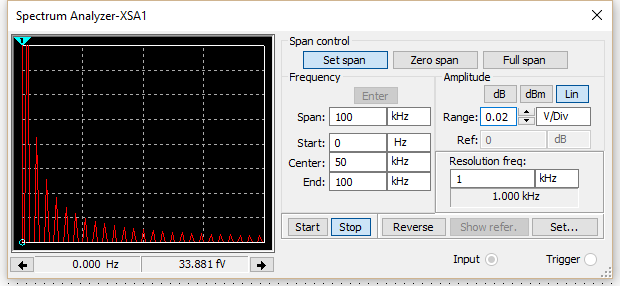 Spectrum Analyzer-XSA1
1
Span control
Set span Zero span Full span
Frequency
Enter
Span: 100 kHz
Start: 0 Hz
Center: 50 kHz
End: 100 kHz
Amplitude
dB dBm Lin
Range: 0.02 V/Div
Ref: 0 dB
Resolution freq:
1 kHz
1.000 kHz
Start Stop Reverse Show refer. Set...
0.000 Hz 33.881 fV
Input Trigger